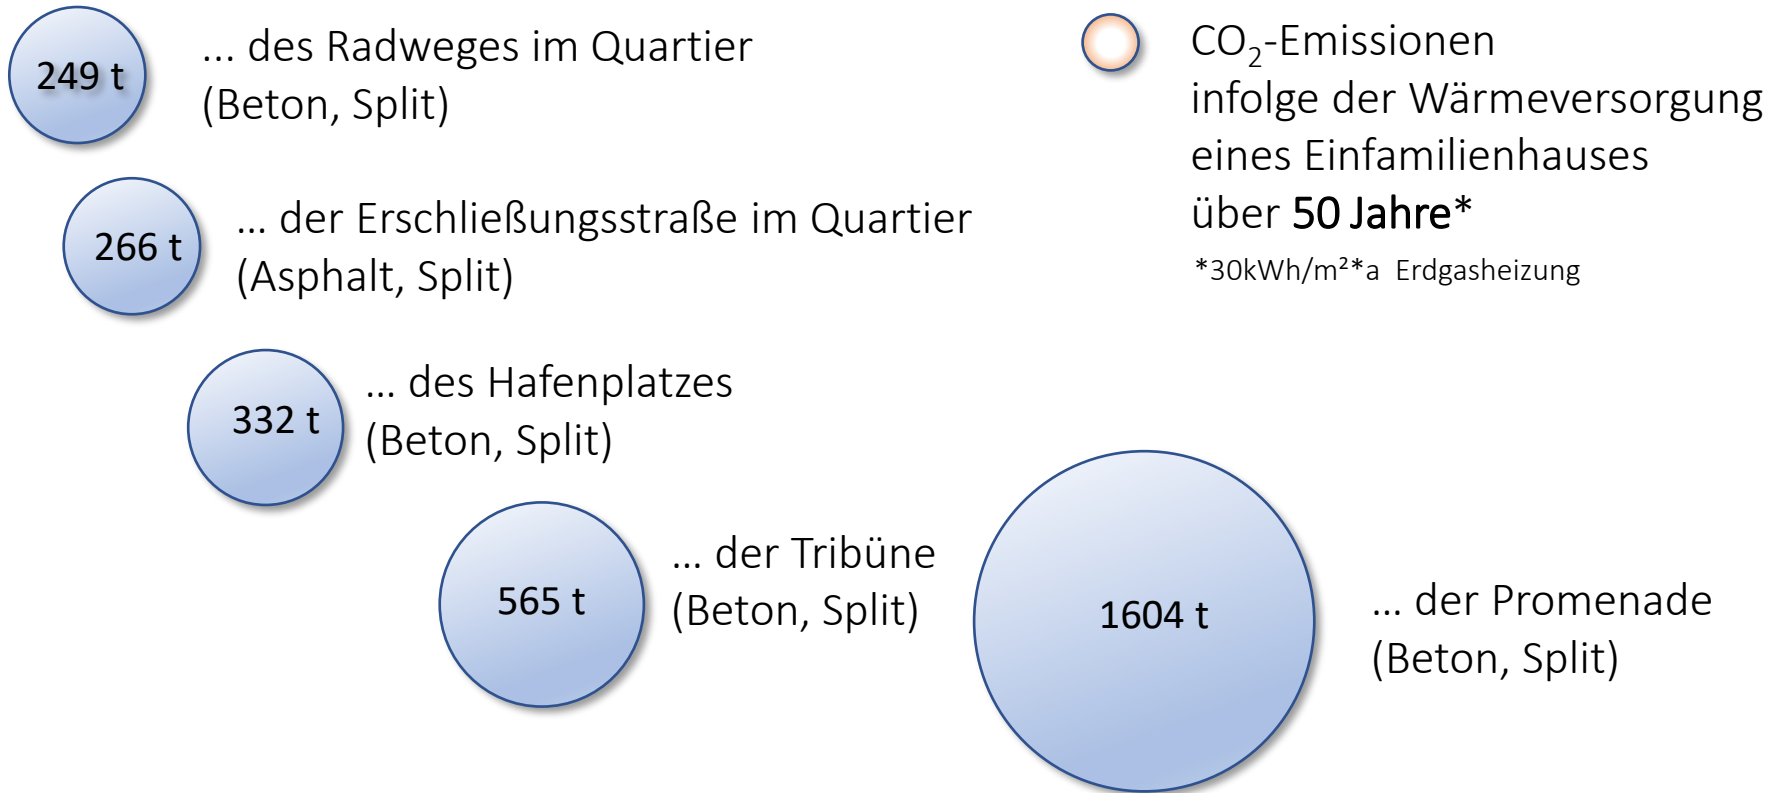 249 t
... des Radweges im Quartier
(Beton, Split)
266 t
... der Erschließungsstraße im Quartier
(Asphalt, Split)
332 t
... des Hafenplatzes
(Beton, Split)
565 t
... der Tribüne
(Beton, Split)
1604 t
... der Promenade
(Beton, Split)
CO₂-Emissionen
infolge der Wärmeversorgung
eines Einfamilienhauses
über 50 Jahre*
*30kWh/m²*a Erdgasheizung